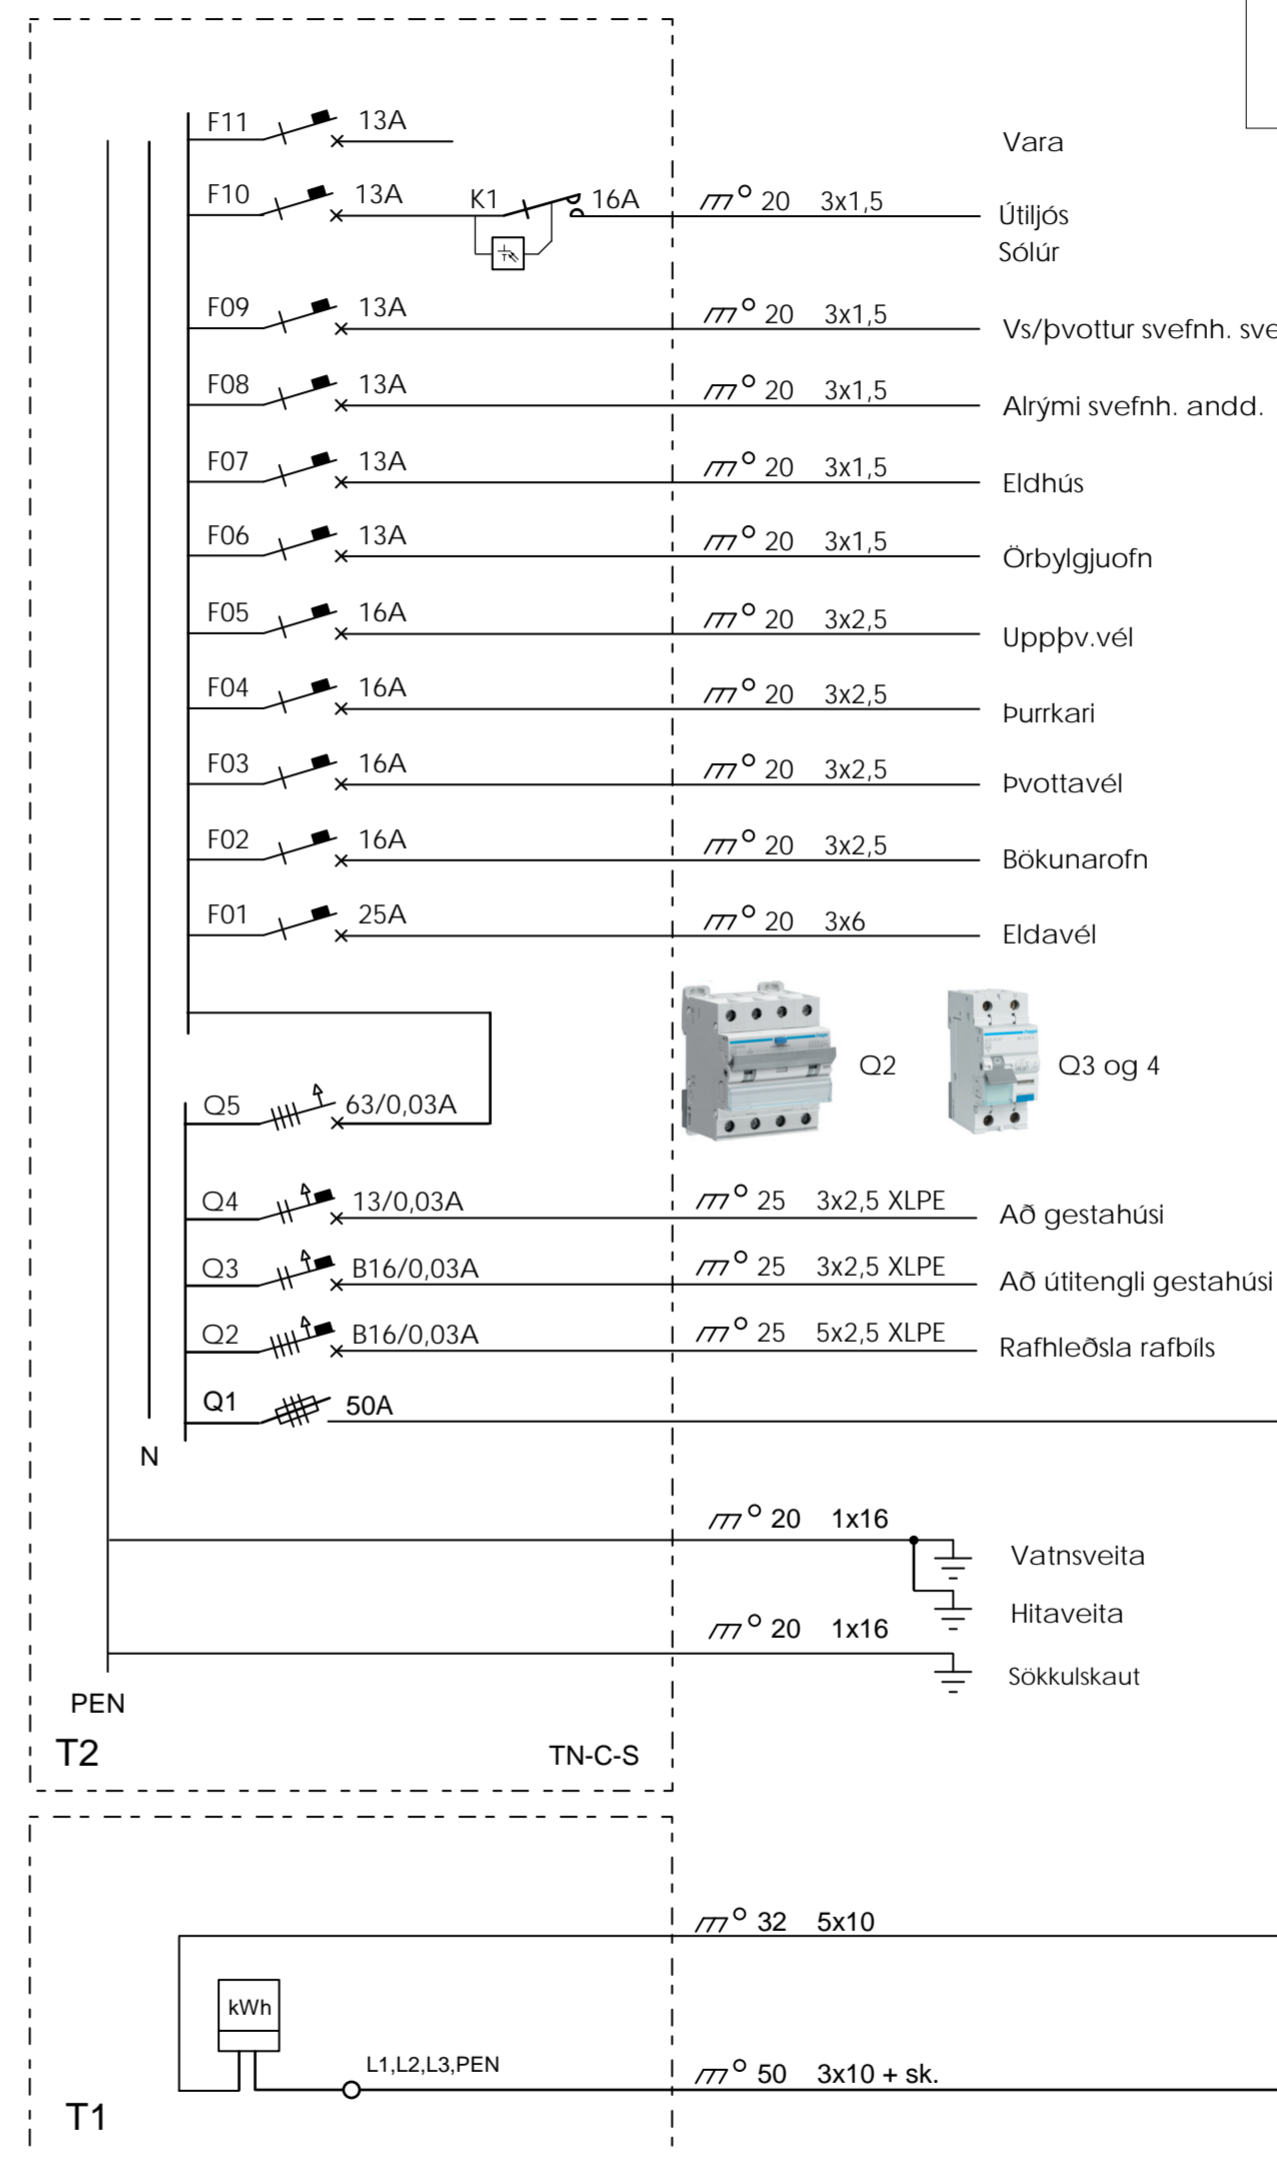 F11 13A Vara
F10 13A K1 16A 20 3x1,5 Útiljós
Sólúr
F09 13A 20 3x1,5 Vs/þvottur svefnh.
F08 13A 20 3x1,5 Alrými svefnh. andd.
F07 13A 20 3x1,5 Eldhús
F06 13A 20 3x1,5 Örbylgjuofn
F05 16A 20 3x2,5 Uppþv.vél
F04 16A 20 3x2,5 Þurrkari
F03 16A 20 3x2,5 Þvottavél
F02 16A 20 3x2,5 Bökunarofn
F01 25A 20 3x6 Eldavél
Q2 Q3 og 4
Q5 63/0,03A
Q4 13/0,03A 25 3x2,5 XLPE Að gestahúsi
Q3 B16/0,03A 25 3x2,5 XLPE Að útitengli gestahúsi
Q2 B16/0,03A 25 5x2,5 XLPE Rafhleðsla rafbíls
Q1 50A
N
20 1x16 Vatnsveita
Hitaveita
20 1x16
Sökkulskaut
PEN
T2 TN-C-S
32 5x10
kWh
L1,L2,L3,PEN 50 3x10 + sk.
T1